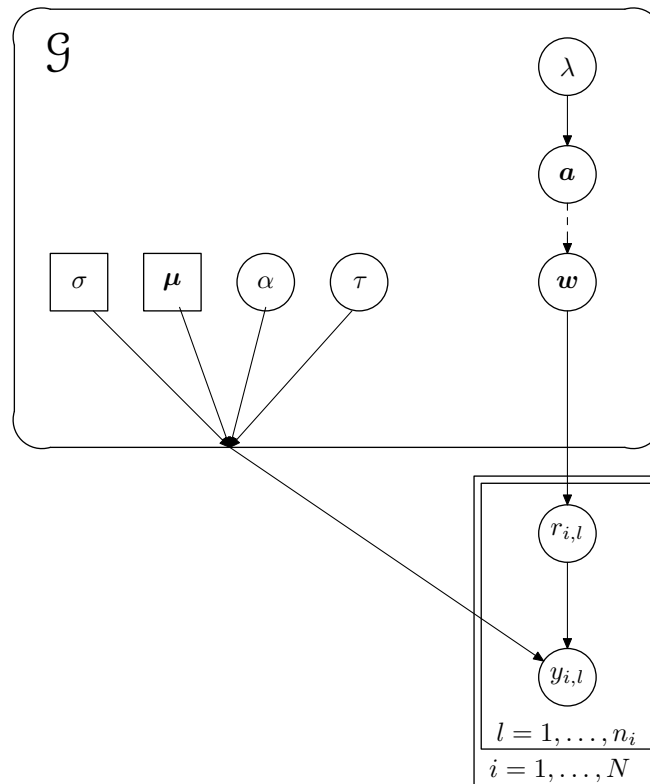 𝒢
λ
a
σ μ α τ w
r_{i,l}
y_{i,l}
l = 1, . . . , n_i
i = 1, . . . , N